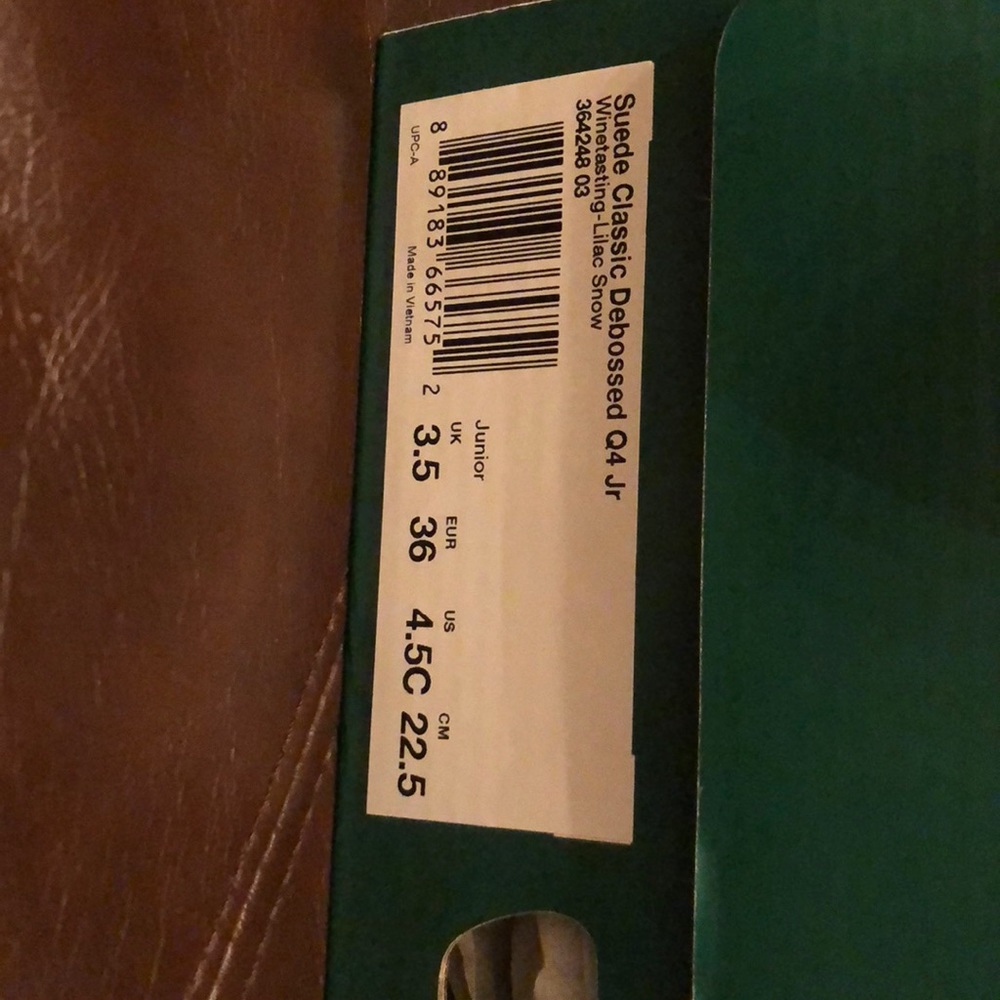 Suede Classic Debossed Q4 Jr
Winetasting-Lilac Snow
364248 03
8 89183 66575 2
UPC-A
Made in Vietnam
Junior
UK EUR US CM
3.5 36 4.5C 22.5